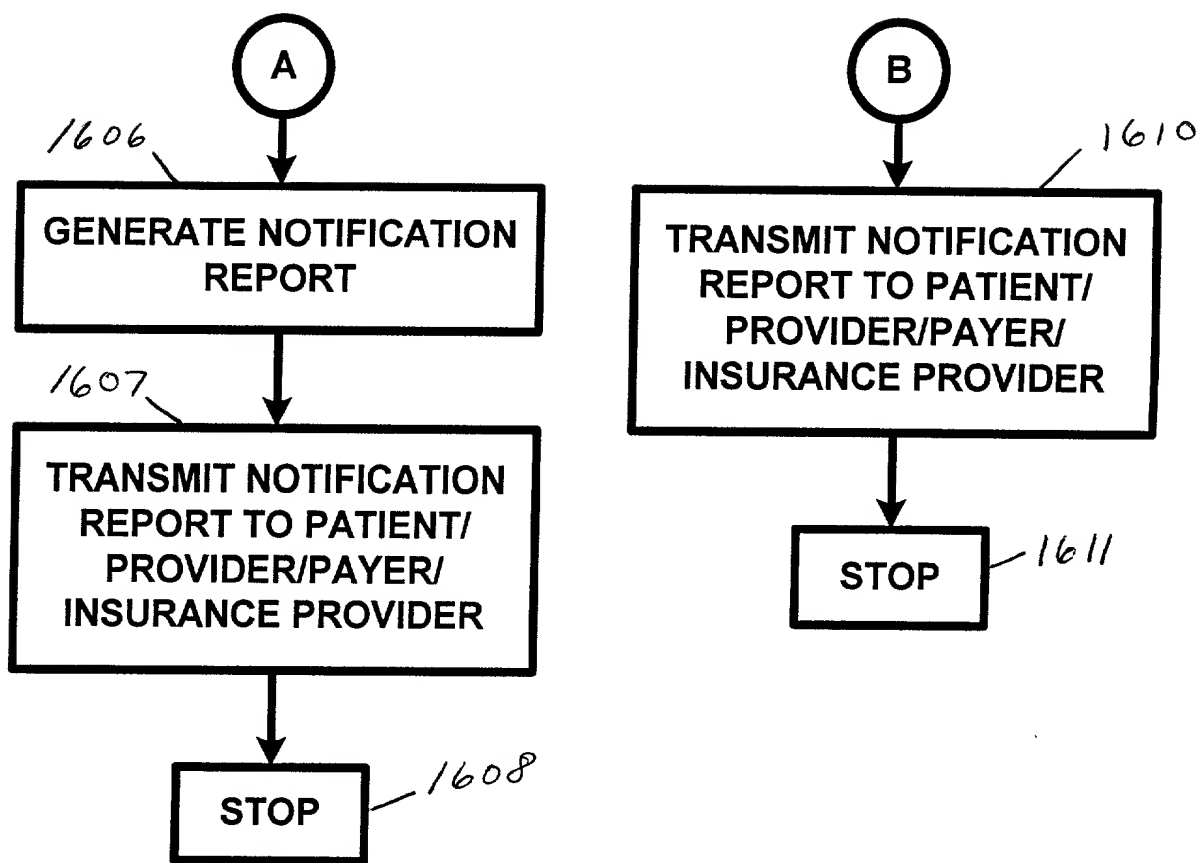 A
1606
GENERATE NOTIFICATION
REPORT
1607
TRANSMIT NOTIFICATION
REPORT TO PATIENT/
PROVIDER/PAYER/
INSURANCE PROVIDER
STOP
1608
B
1610
TRANSMIT NOTIFICATION
REPORT TO PATIENT/
PROVIDER/PAYER/
INSURANCE PROVIDER
STOP
1611